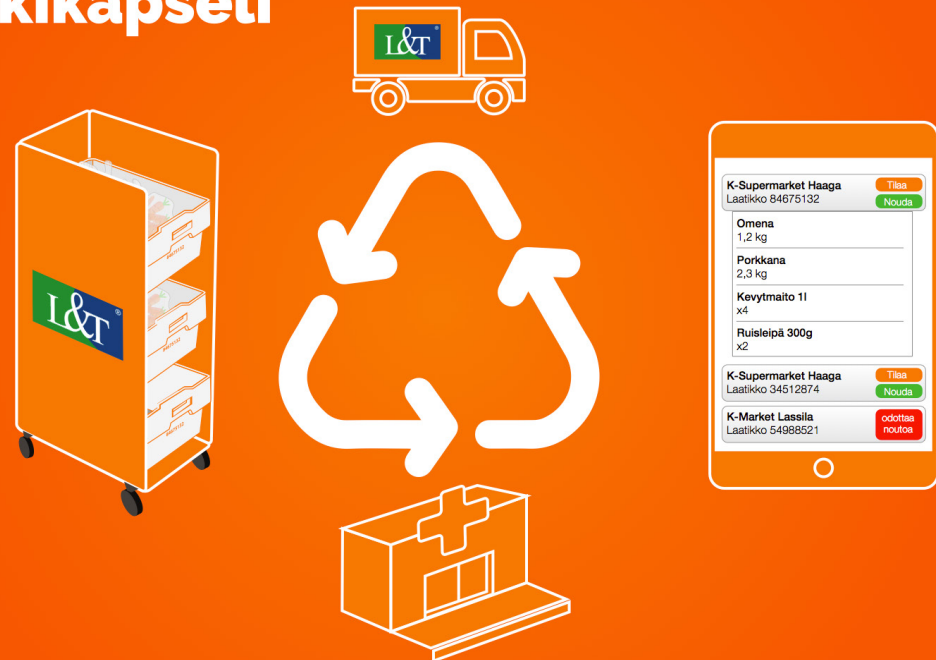 kikapseli
L&T
K-Supermarket Haaga
Laatikko 84675132
Tilaa
Nouda
Omena
1,2 kg
Porkkana
2,3 kg
Kevytmaito 1l
x4
Ruisleipä 300g
x2
K-Supermarket Haaga
Laatikko 34512874
Tilaa
Nouda
K-Market Lassila
Laatikko 54988521
odottaa
noutoa
L&T